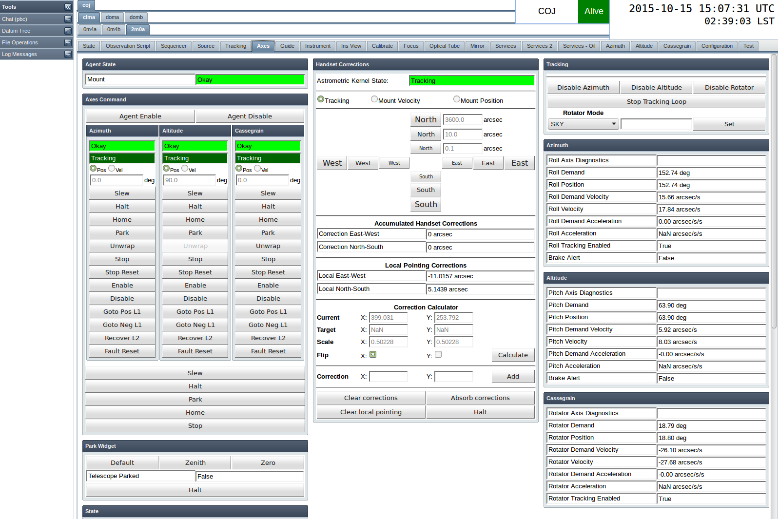 Tools
Chat (jsbc)
Datum Free
File Operations
Log Messages
coj
clma doma domb
0m4a 0m4b 2m0a
COJ Alive 2015-10-15 15:07:31 UTC
02:39:03 LST
State Observation Script Sequencer Source Tracking Axes Guide Instrument Ins View Calibrate Focus Optical Tube Mirror Services Services 2 Services - OI Azimuth Altitude Cassegrain Configuration Test
Agent State
Mount Okay
Axes Command
Agent Enable Agent Disable
Azimuth Altitude Cassegrain
Okay Okay Okay
Tracking Tracking Tracking
Pos Vel Pos Vel Pos Vel
0.0 deg 90.0 deg 0.0 deg
Slew Slew Slew
Halt Halt Halt
Home Home Home
Park Park Park
Unwrap Unwrap Unwrap
Stop Stop Stop
Stop Reset Stop Reset Stop Reset
Enable Enable Enable
Disable Disable Disable
Goto Pos L1 Goto Pos L1 Goto Pos L1
Goto Neg L1 Goto Neg L1 Goto Neg L1
Recover L2 Recover L2 Recover L2
Fault Reset Fault Reset Fault Reset
Slew
Halt
Park
Home
Stop
Park Widget
Default Zenith Zero
Telescope Parked False
Halt
State
Handset Corrections
Astrometric Kernel State: Tracking
Tracking Mount Velocity Mount Position
North 3600.0 arcsec
North 10.0 arcsec
North 0.1 arcsec
West West West East East East
South
South
South
Accumulated Handset Corrections
Correction East-West 0 arcsec
Correction North-South 0 arcsec
Local Pointing Corrections
Local East-West -11.0157 arcsec
Local North-South 5.1439 arcsec
Correction Calculator
Current X: 399.031 Y: 253.792
Target X: NaN Y: NaN
Scale X: 0.50228 Y: 0.50228
Flip X: Y: Calculate
Correction X: Y: Add
Clear corrections Absorb corrections
Clear local pointing Halt
Tracking
Disable Azimuth Disable Altitude Disable Rotator
Stop Tracking Loop
Rotator Mode
SKY Set
Azimuth
Roll Axis Diagnostics
Roll Demand 152.74 deg
Roll Position 152.74 deg
Roll Demand Velocity 15.66 arcsec/s
Roll Velocity 17.84 arcsec/s
Roll Demand Acceleration 0.00 arcsec/s/s
Roll Acceleration NaN arcsec/s/s
Roll Tracking Enabled True
Brake Alert False
Altitude
Pitch Axis Diagnostics
Pitch Demand 63.90 deg
Pitch Position 63.90 deg
Pitch Demand Velocity 5.92 arcsec/s
Pitch Velocity 8.03 arcsec/s
Pitch Demand Acceleration -0.00 arcsec/s/s
Pitch Acceleration NaN arcsec/s/s
Brake Alert False
Cassegrain
Rotator Axis Diagnostics
Rotator Demand 18.79 deg
Rotator Position 18.80 deg
Rotator Demand Velocity -26.10 arcsec/s
Rotator Velocity -27.68 arcsec/s
Rotator Demand Acceleration -0.00 arcsec/s/s
Rotator Acceleration NaN arcsec/s/s
Rotator Tracking Enabled True